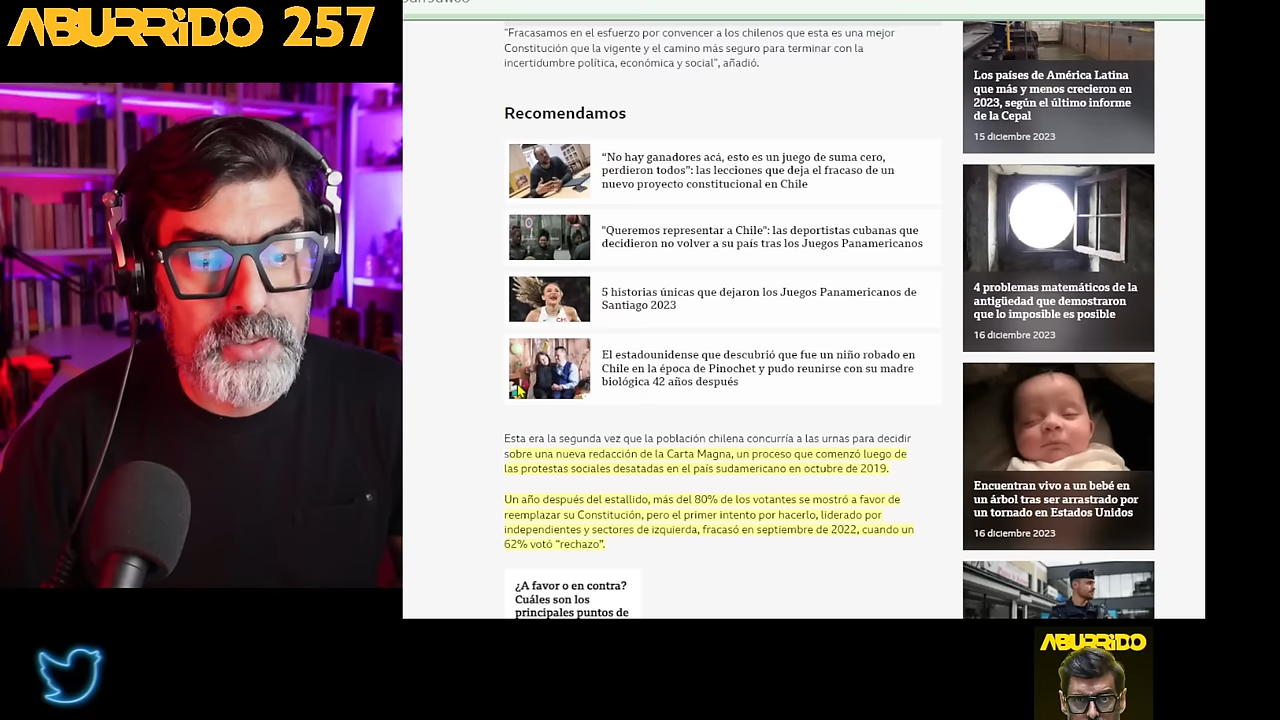 ABURRiDO 257
"Fracasamos en el esfuerzo por convencer a los chilenos que esta es una mejor
Constitución que la vigente y el camino más seguro para terminar con la
incertidumbre política, económica y social", añadió.
Recomendamos
"No hay ganadores acá, esto es un juego de suma cero,
perdieron todos": las lecciones que deja el fracaso de un
nuevo proyecto constitucional en Chile
"Queremos representar a Chile": las deportistas cubanas que
decidieron no volver a su país tras los Juegos Panamericanos
5 historias únicas que dejaron los Juegos Panamericanos de
Santiago 2023
El estadounidense que descubrió que fue un niño robado en
Chile en la época de Pinochet y pudo reunirse con su madre
biológica 42 años después
Esta era la segunda vez que la población chilena concurría a las urnas para decidir
sobre una nueva redacción de la Carta Magna, un proceso que comenzó luego de
las protestas sociales desatadas en el país sudamericano en octubre de 2019.
Un año después del estallido, más del 80% de los votantes se mostró a favor de
reemplazar su Constitución, pero el primer intento por hacerlo, liderado por
independientes y sectores de izquierda, fracasó en septiembre de 2022, cuando un
62% votó "rechazo".
¿A favor o en contra?
Cuáles son los
principales puntos de
Los países de América Latina
que más y menos crecieron en
2023, según el último informe
de la Cepal
15 diciembre 2023
4 problemas matemáticos de la
antigüedad que demostraron
que lo imposible es posible
16 diciembre 2023
Encuentran vivo a un bebé en
un árbol tras ser arrastrado por
un tornado en Estados Unidos
16 diciembre 2023
ABURRiDO